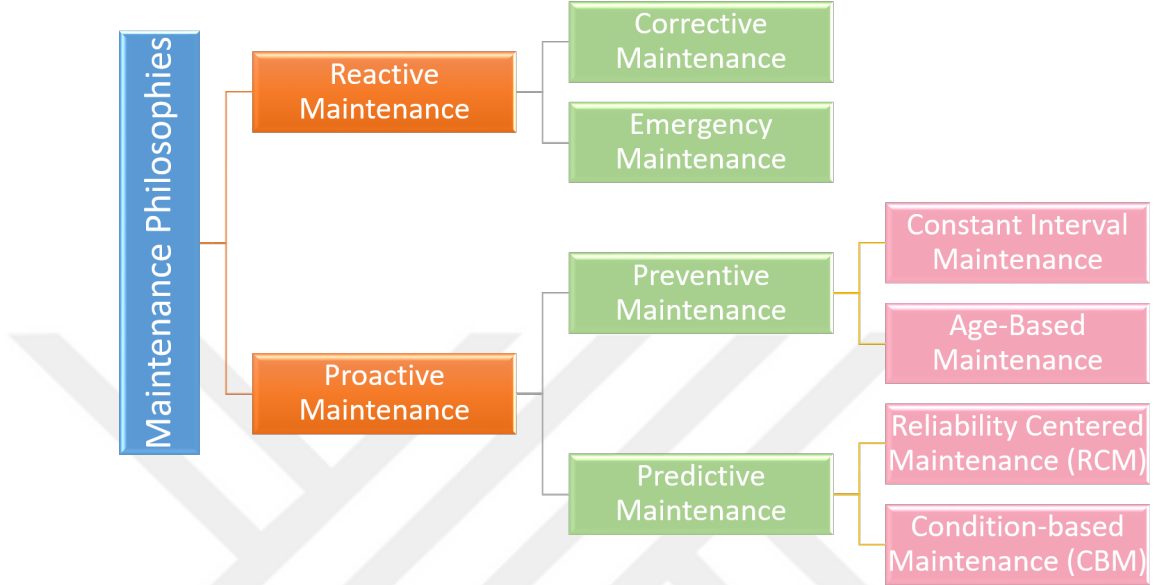 Maintenance Philosophies
Reactive
Maintenance
Corrective
Maintenance
Emergency
Maintenance
Proactive
Maintenance
Preventive
Maintenance
Constant Interval
Maintenance
Age-Based
Maintenance
Predictive
Maintenance
Reliability Centered
Maintenance (RCM)
Condition-based
Maintenance (CBM)